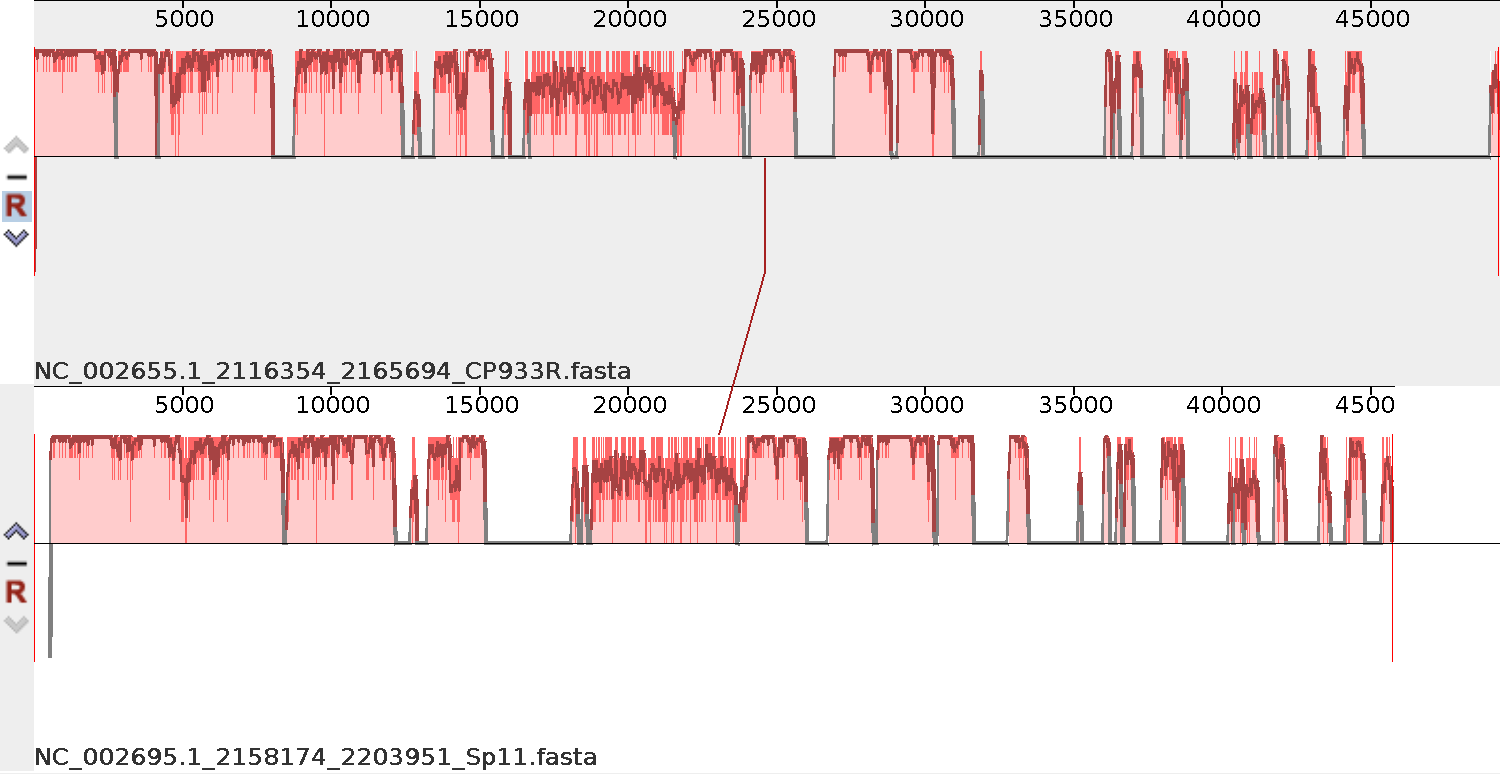 5000 10000 15000 20000 25000 30000 35000 40000 45000
R
NC_002655.1_2116354_2165694_CP933R.fasta
5000 10000 15000 20000 25000 30000 35000 40000 4500
R
NC_002695.1_2158174_2203951_Sp11.fasta